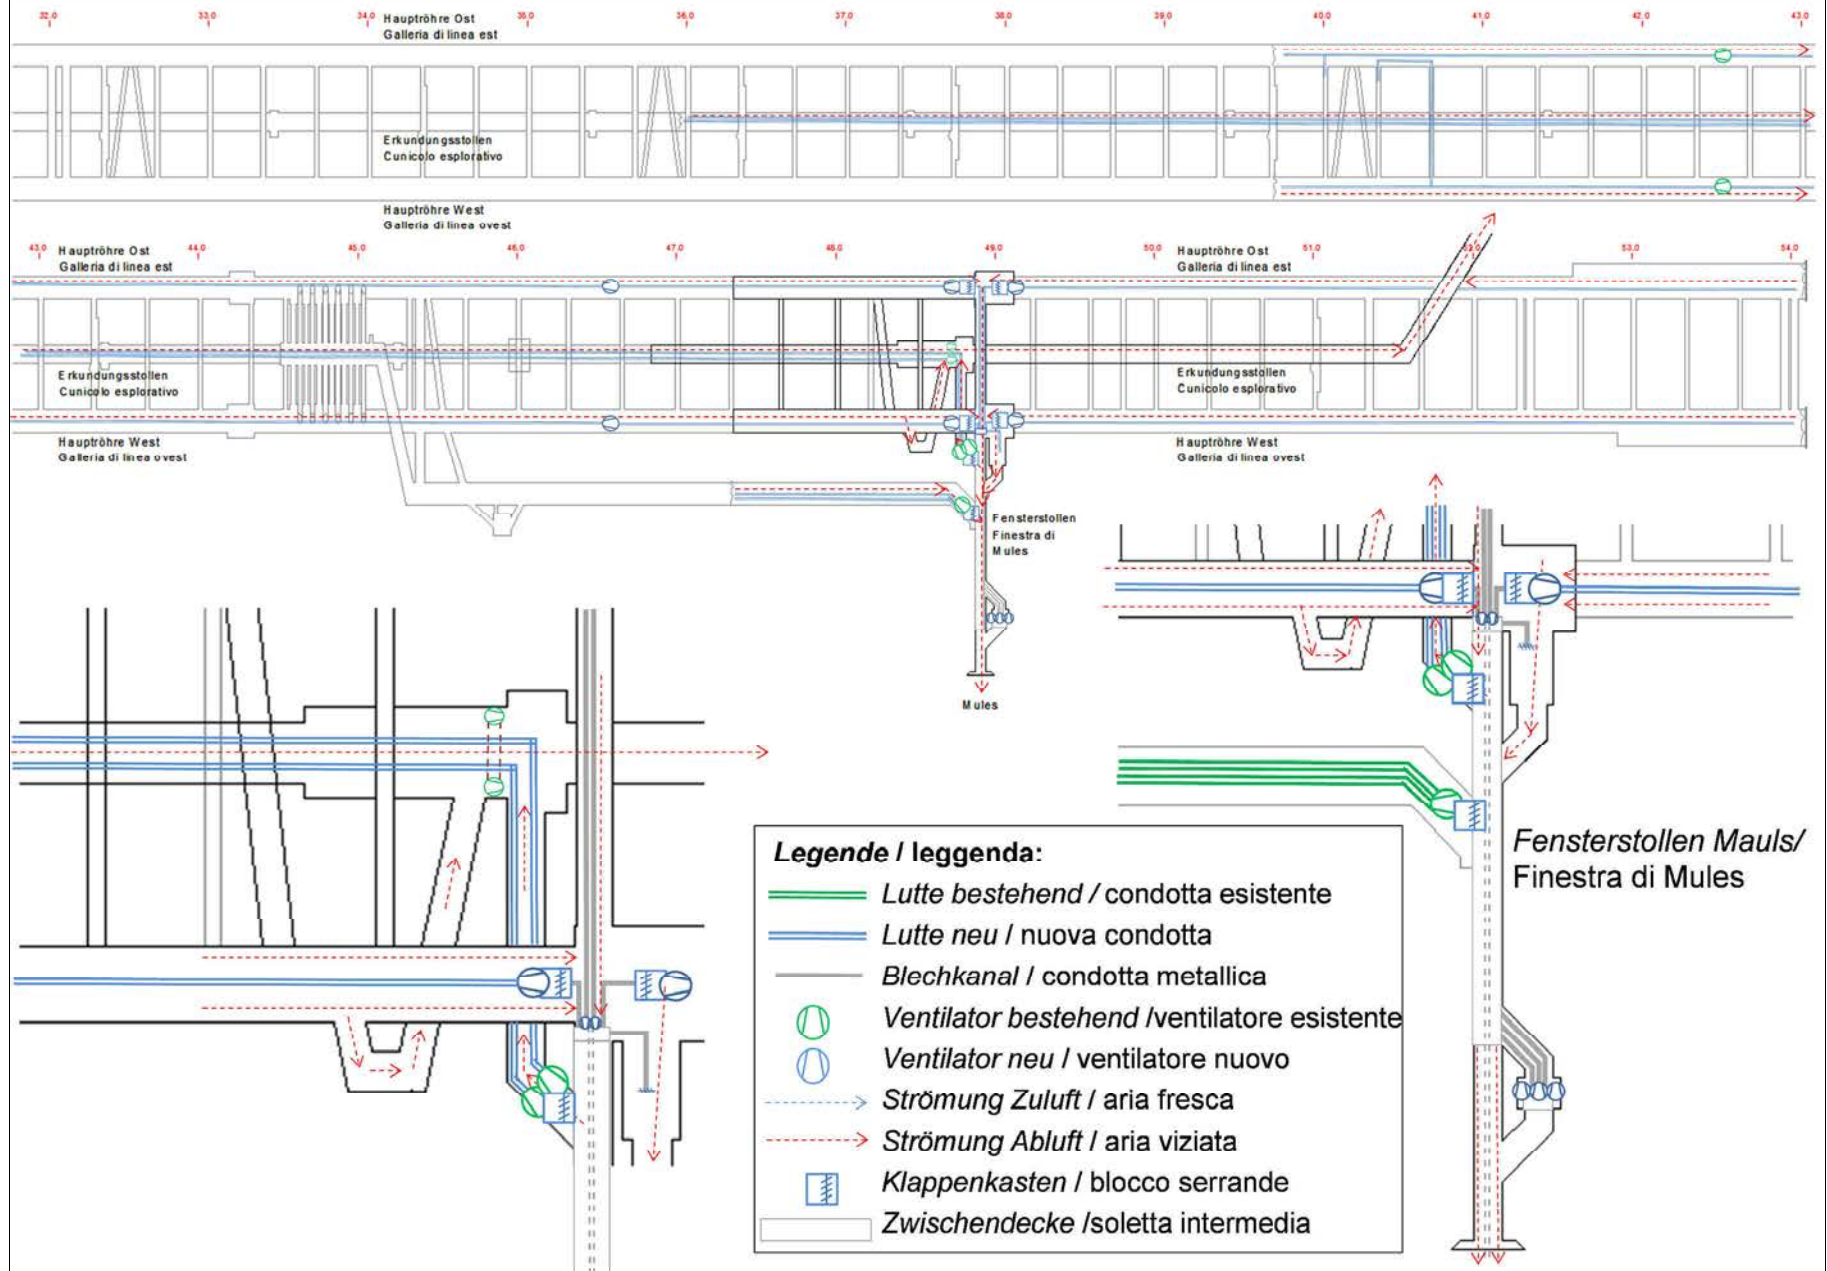 32.0 33.0 34.0 35.0 36.0 37.0 38.0 39.0 40.0 41.0 42.0 43.0
Hauptröhre Ost
Galleria di linea est
Erkundungsstollen
Cunicolo esplorativo
Hauptröhre West
Galleria di linea ovest
43.0 44.0 45.0 46.0 47.0 48.0 49.0 50.0 51.0 52.0 53.0 54.0
Hauptröhre Ost
Galleria di linea est
Hauptröhre Ost
Galleria di linea est
Erkundungsstollen
Cunicolo esplorativo
Erkundungsstollen
Cunicolo esplorativo
Hauptröhre West
Galleria di linea ovest
Hauptröhre West
Galleria di linea ovest
Fensterstollen
Finestra di
Mules
Mules
Fensterstollen Mauls/
Finestra di Mules
Legende / leggenda:
Lutte bestehend / condotta esistente
Lutte neu / nuova condotta
Blechkanal / condotta metallica
Ventilator bestehend /ventilatore esistente
Ventilator neu / ventilatore nuovo
Strömung Zuluft / aria fresca
Strömung Abluft / aria viziata
Klappenkasten / blocco serrande
Zwischendecke /soletta intermedia